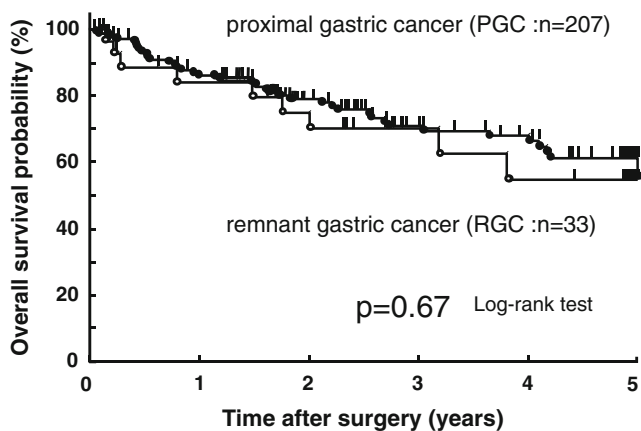 proximal gastric cancer (PGC :n=207)
Overall survival probability (%)
100
80
60
40
20
0
remnant gastric cancer (RGC :n=33)
p=0.67 Log-rank test
0 1 2 3 4 5
Time after surgery (years)